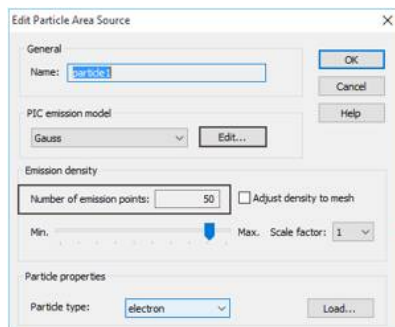 Edit Particle Area Source
General
Name: particle1
OK
Cancel
Help
PIC emission model
Gauss Edit...
Emission density
Number of emission points: 50 Adjust density to mesh
Min. Max. Scale factor: 1
Particle properties
Particle type: electron Load...